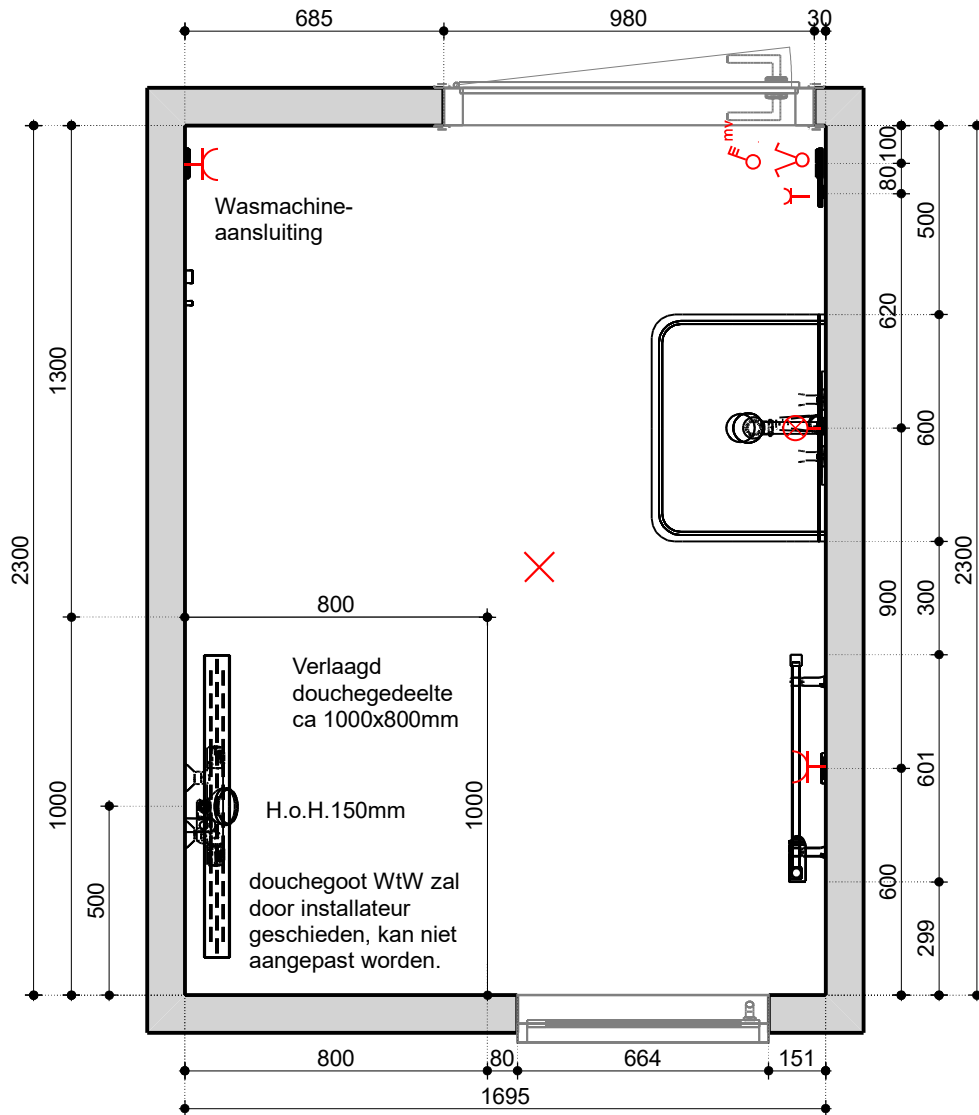 685
980
30
mv
Wasmachine-
aansluiting
100
80
500
620
1300
600
2300
2300
900
300
800
Verlaagd
douchegedeelte
ca 1000x800mm
601
1000
1000
H.o.H.150mm
500
600
douchegoot WtW zal
door installateur
geschieden, kan niet
aangepast worden.
299
800
80
664
151
1695